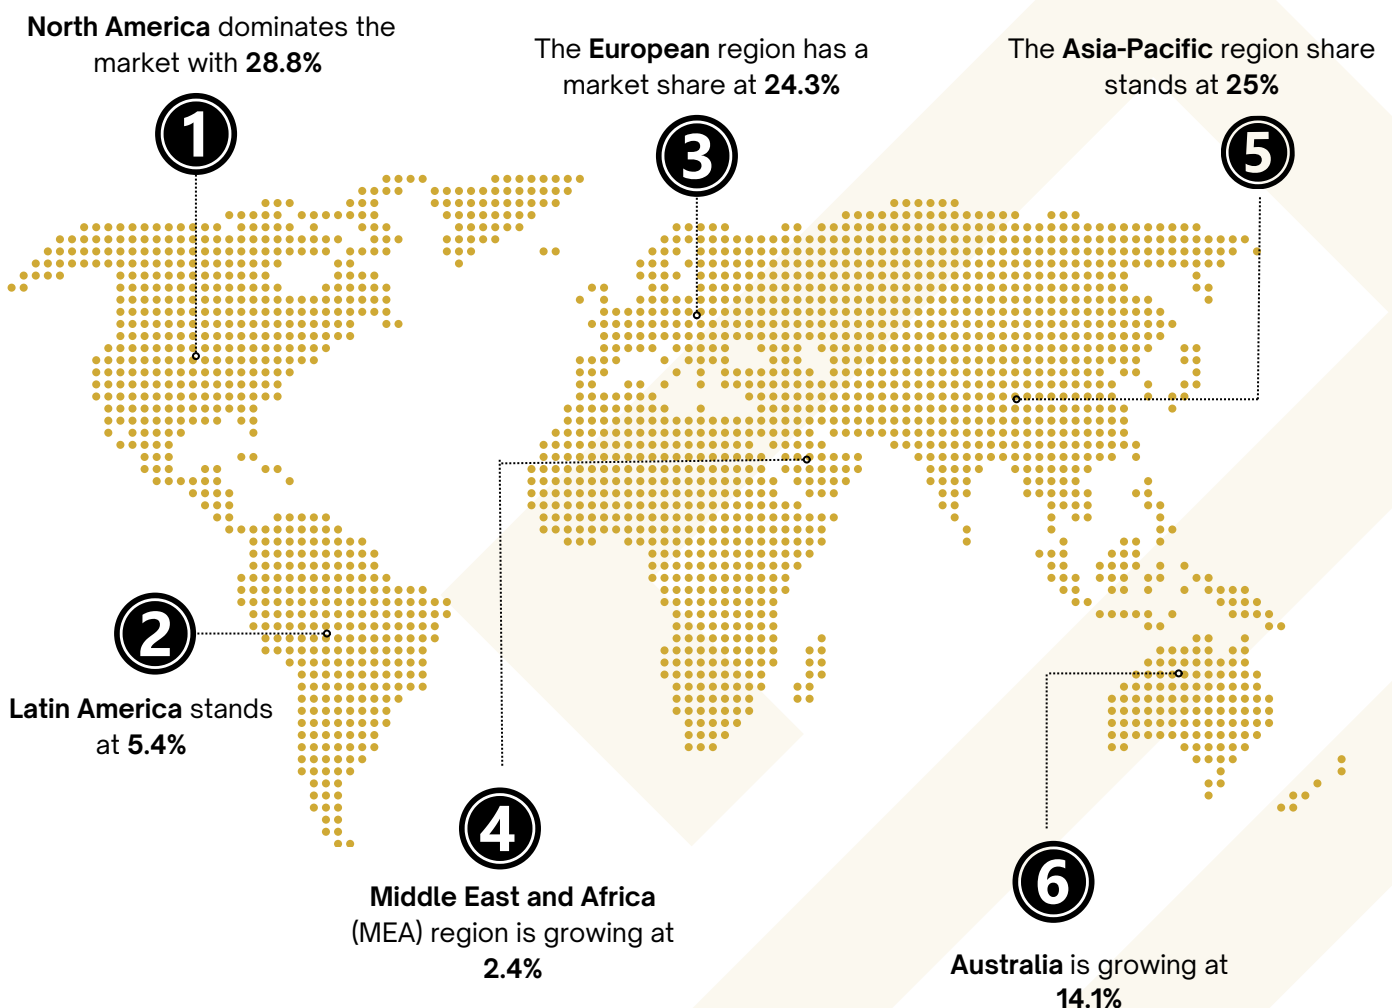 North America dominates the
market with 28.8%
1
The European region has a
market share at 24.3%
3
The Asia-Pacific region share
stands at 25%
5
2
Latin America stands
at 5.4%
4
Middle East and Africa
(MEA) region is growing at
2.4%
6
Australia is growing at
14.1%